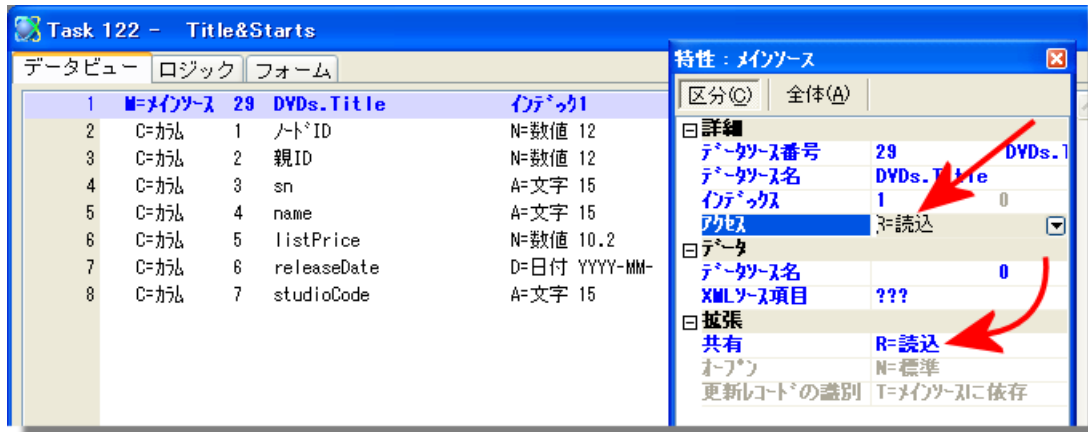 Task 122 - Title&Starts
データビュー ロジック フォーム
1 M=メインソース 29 DVDs.Title インデックス1
2 C=カラム 1 ノードID N=数値 12
3 C=カラム 2 親ID N=数値 12
4 C=カラム 3 sn A=文字 15
5 C=カラム 4 name A=文字 15
6 C=カラム 5 listPrice N=数値 10.2
7 C=カラム 6 releaseDate D=日付 YYYY-MM-
8 C=カラム 7 studioCode A=文字 15
特性:メインソース
区分(C) 全体(A)
詳細
データソース番号 29 DVDs.T
データソース名 DVDs.Title
インデックス 1 0
アクセス R=読込
データ
データソース名 0
XMLソース項目 ???
拡張
共有 R=読込
オープン N=標準
更新レコードの識別 T=メインソースに依存